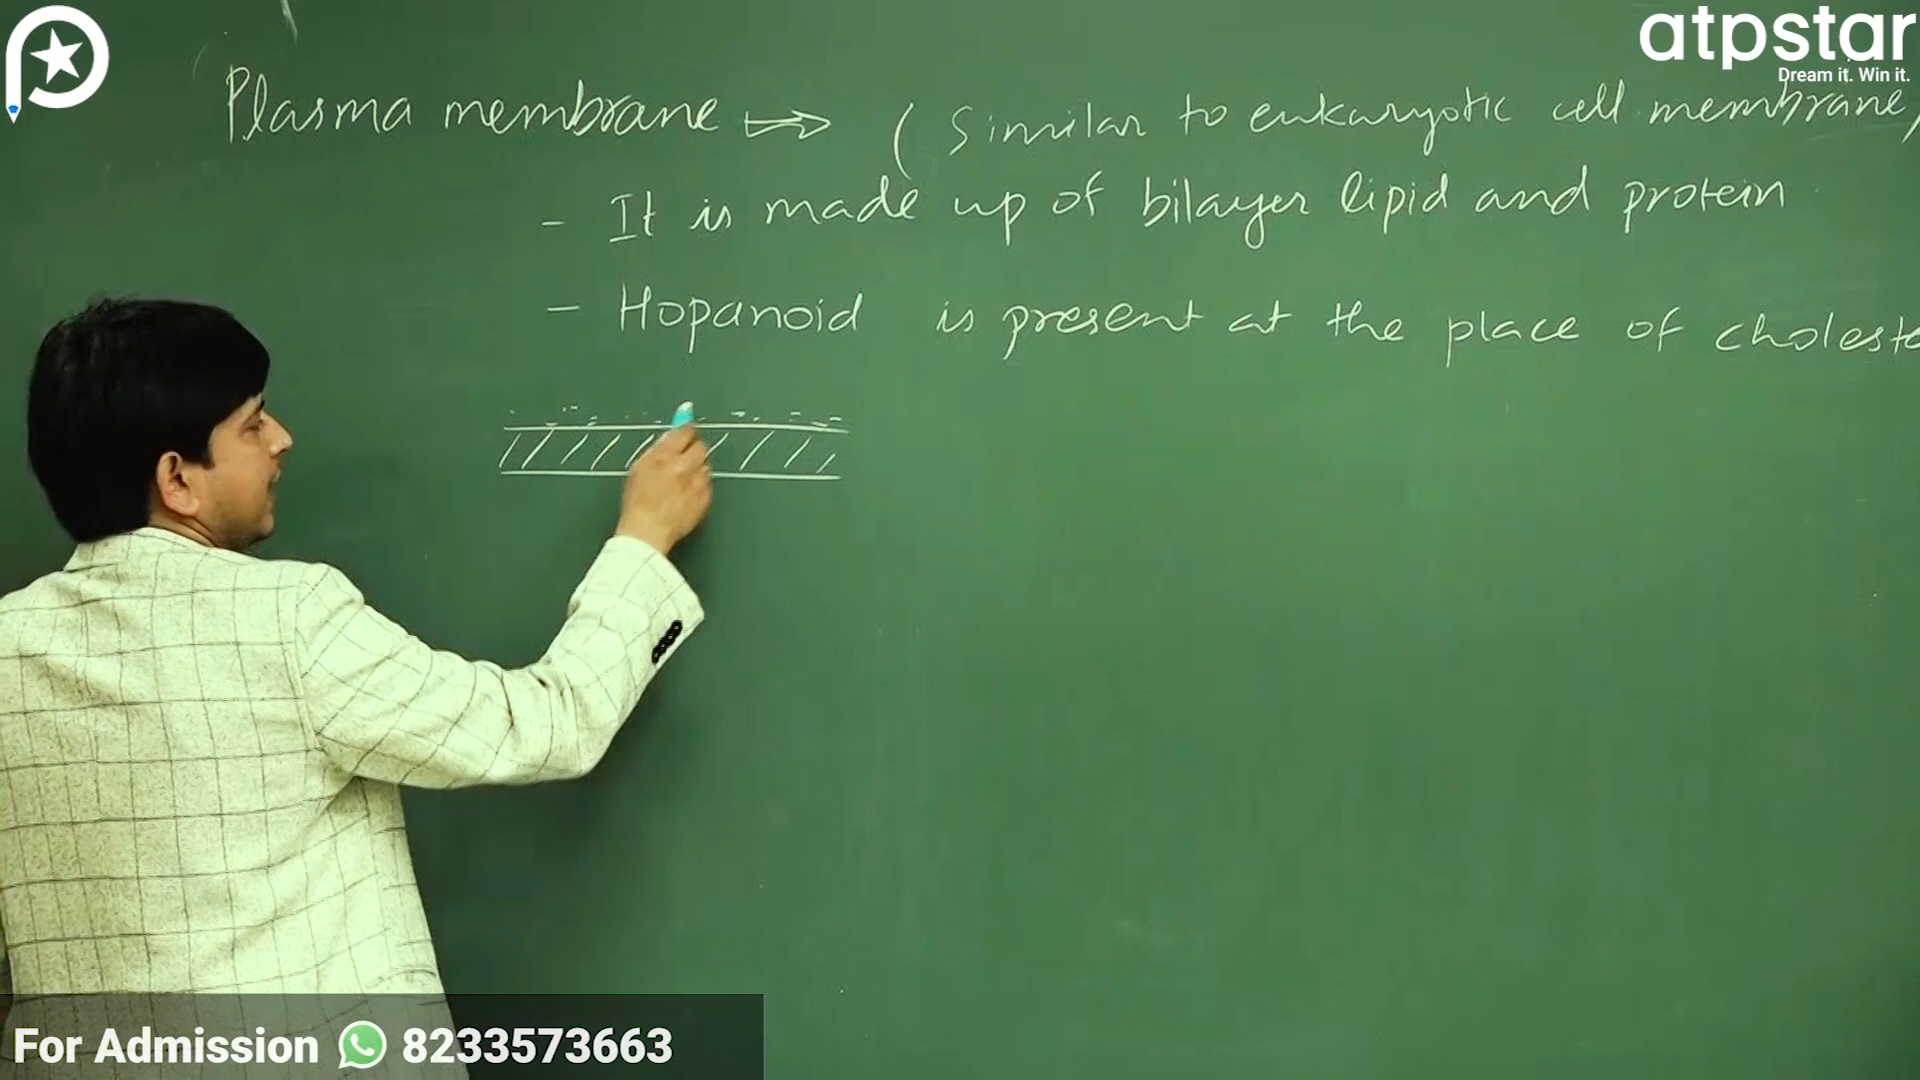 atpstar
Dream it. Win it.
Plasma membrane → (Similar to eukaryotic cell membrane)
- It is made up of bilayer lipid and protein
- Hopanoid is present at the place of choleste
For Admission 8233573663